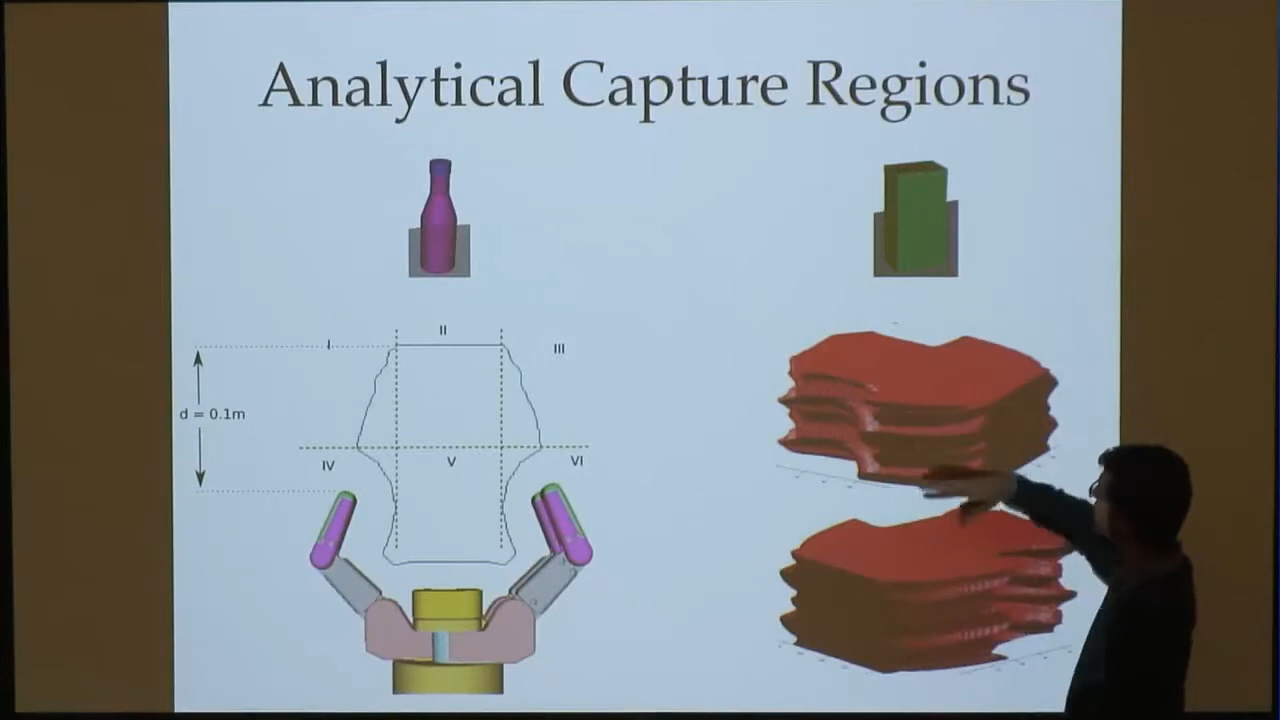 Analytical Capture Regions
II
I
III
d = 0.1m
IV
V
VI